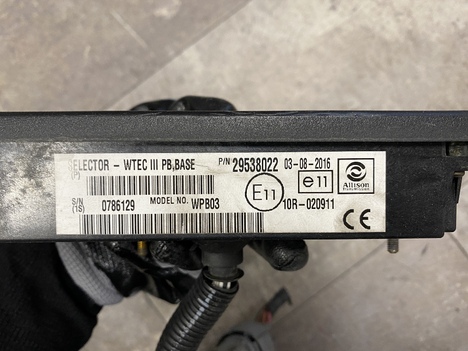 ELECTOR - WTEC III PB,BASE
P/N 29538022 03-08-2016
(P)
e11
E11
Allison
S/N
(1S)
0786129
MODEL NO. WPB03
10R-020911
CE